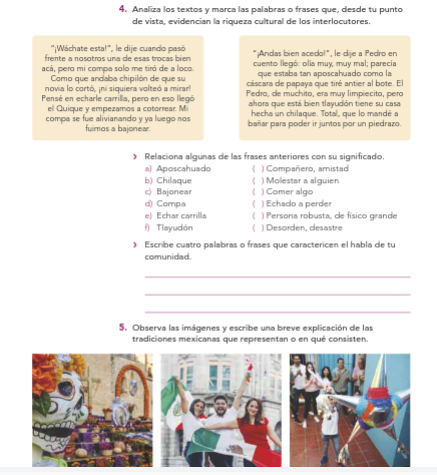 4. Analiza los textos y marca las palabras o frases que, desde tu punto
de vista, evidencian la riqueza cultural de los interlocutores.
"¡Wáchate esta!", le dije cuando pasó
frente a nosotros una de esas trocas bien
acá, pero mi compa solo me tiró de a loco.
Como que andaba chipilón de que su
novia lo cortó, ¡ni siquiera volteó a mirar!
Pensé en echarle carrilla, pero en eso llegó
el Quique y empezamos a cotorrear. Mi
compa se fue alivianando y ya luego nos
fuimos a bajonear.
"¡Andas bien acedo!", le dije a Pedro en
cuento llegó: olía muy, muy mal; parecía
que estaba tan aposcahuado como la
cáscara de papaya que tiré antier al bote. El
Pedro, de muchito, era muy limpiecito, pero
ahora que está bien tlayudón tiene su casa
hecha un chilaque. Total, que lo mandé a
bañar para poder ir juntos por un piedrazo.
Relaciona algunas de las frases anteriores con su significado.
a) Aposcahuado ( ) Compañero, amistad
b) Chilaque ( ) Molestar a alguien
c) Bajonear ( ) Comer algo
d) Compa ( ) Echado a perder
e) Echar carrilla ( ) Persona robusta, de físico grande
f) Tlayudón ( ) Desorden, desastre
Escribe cuatro palabras o frases que caractericen el habla de tu
comunidad.
5. Observa las imágenes y escribe una breve explicación de las
tradiciones mexicanas que representan o en qué consisten.